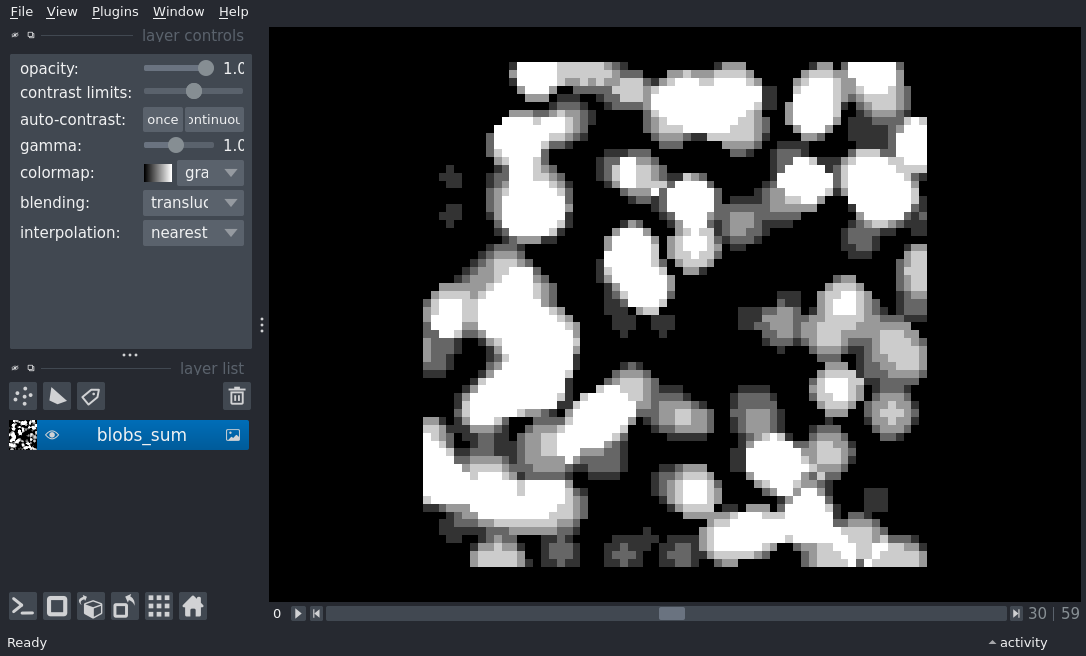 File View Plugins Window Help
layer controls
opacity: 1.0
contrast limits:
auto-contrast: once ontinuou
gamma: 1.0
colormap: gra
blending: transluc
interpolation: nearest
layer list
blobs_sum
0 30 | 59
Ready activity